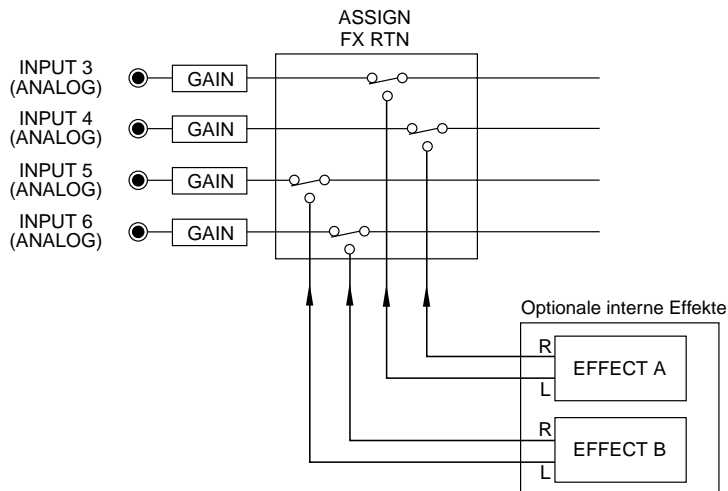 ASSIGN
FX RTN
INPUT 3
(ANALOG)
GAIN
INPUT 4
(ANALOG)
GAIN
INPUT 5
(ANALOG)
GAIN
INPUT 6
(ANALOG)
GAIN
Optionale interne Effekte
R
EFFECT A
L
R
EFFECT B
L